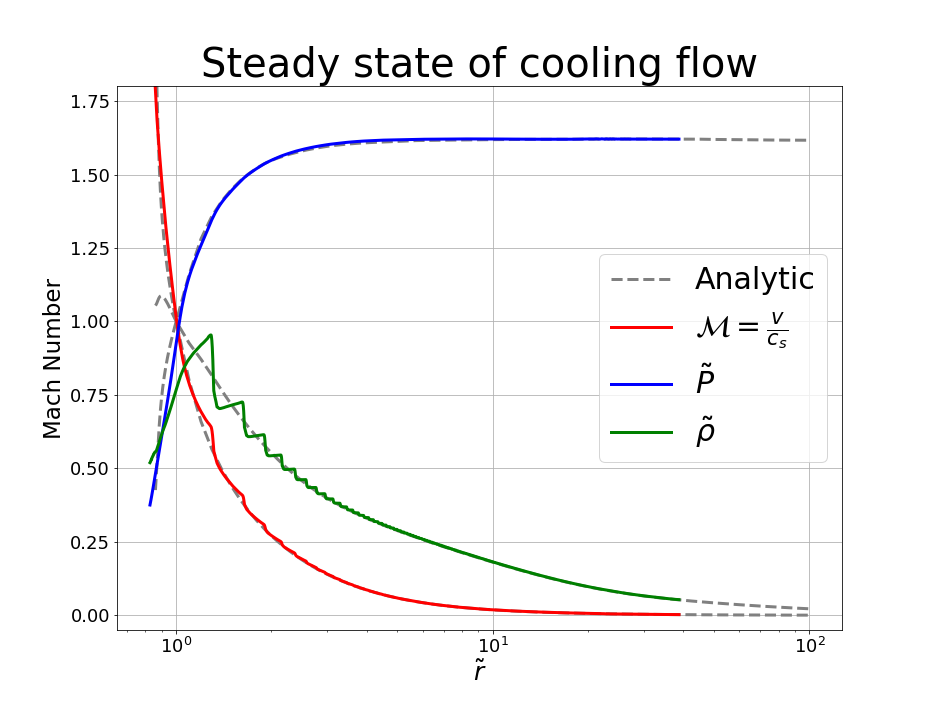 Steady state of cooling flow
1.75
1.50
1.25
1.00
0.75
0.50
0.25
0.00
Mach Number
Analytic
ℳ = v/c_s
P̃
ρ̃
10⁰
10¹
10²
r̃